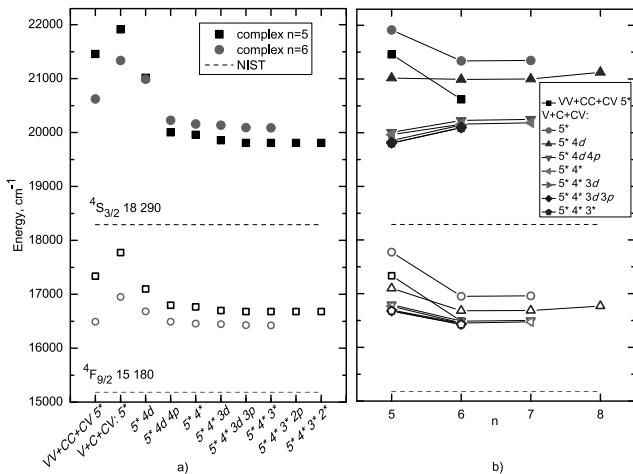 22000
21000
20000
19000
18000
17000
16000
15000
Energy, cm⁻¹
complex n=5
complex n=6
NIST
⁴S₃/₂ 18 290
⁴F₉/₂ 15 180
VV+CC+CV 5*
V+C+CV: 5*
5* 4d
5* 4d 4p
5* 4*
5* 4* 3d
5* 4* 3d 3p
5* 4* 3*
5* 4* 3* 2p
5* 4* 3* 2*
a)
VV+CC+CV 5*
V+C+CV:
5*
5* 4d
5* 4d 4p
5* 4*
5* 4* 3d
5* 4* 3d 3p
5* 4* 3*
5 6 7 8
n
b)